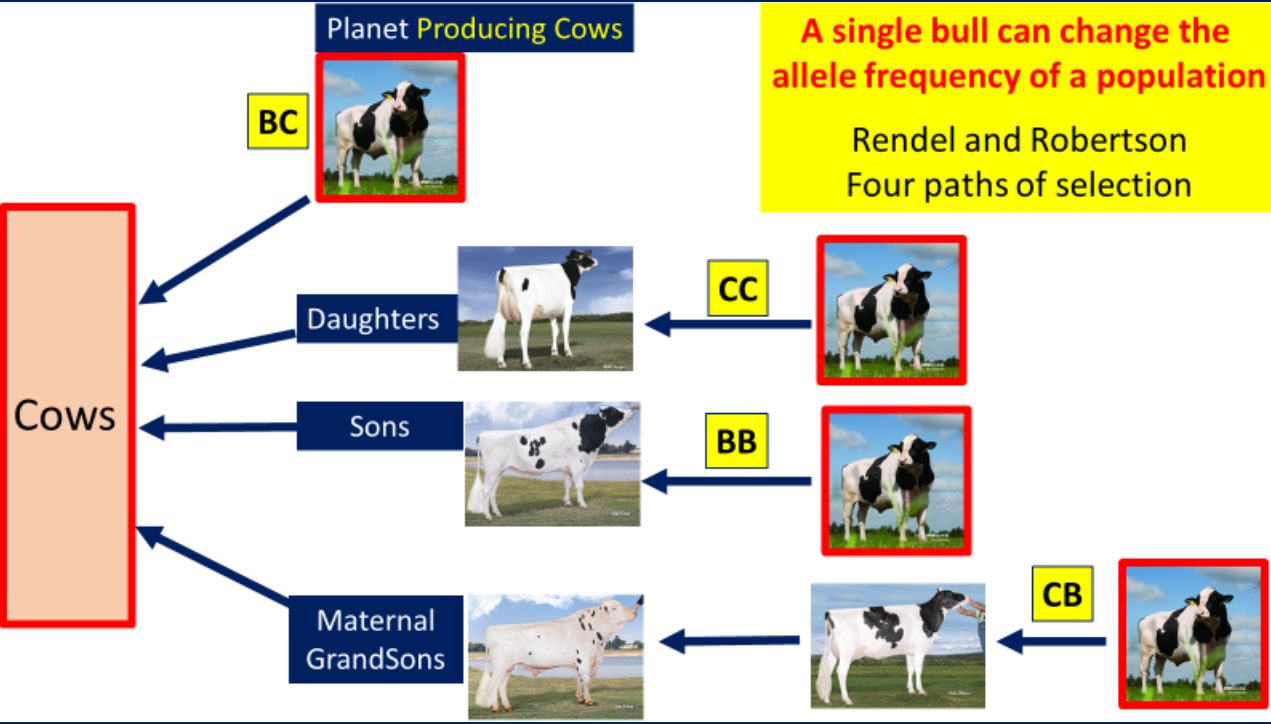 Planet Producing Cows
A single bull can change the
allele frequency of a population
Rendel and Robertson
Four paths of selection
BC
CC
Daughters
Cows
Sons
BB
CB
Maternal
GrandSons